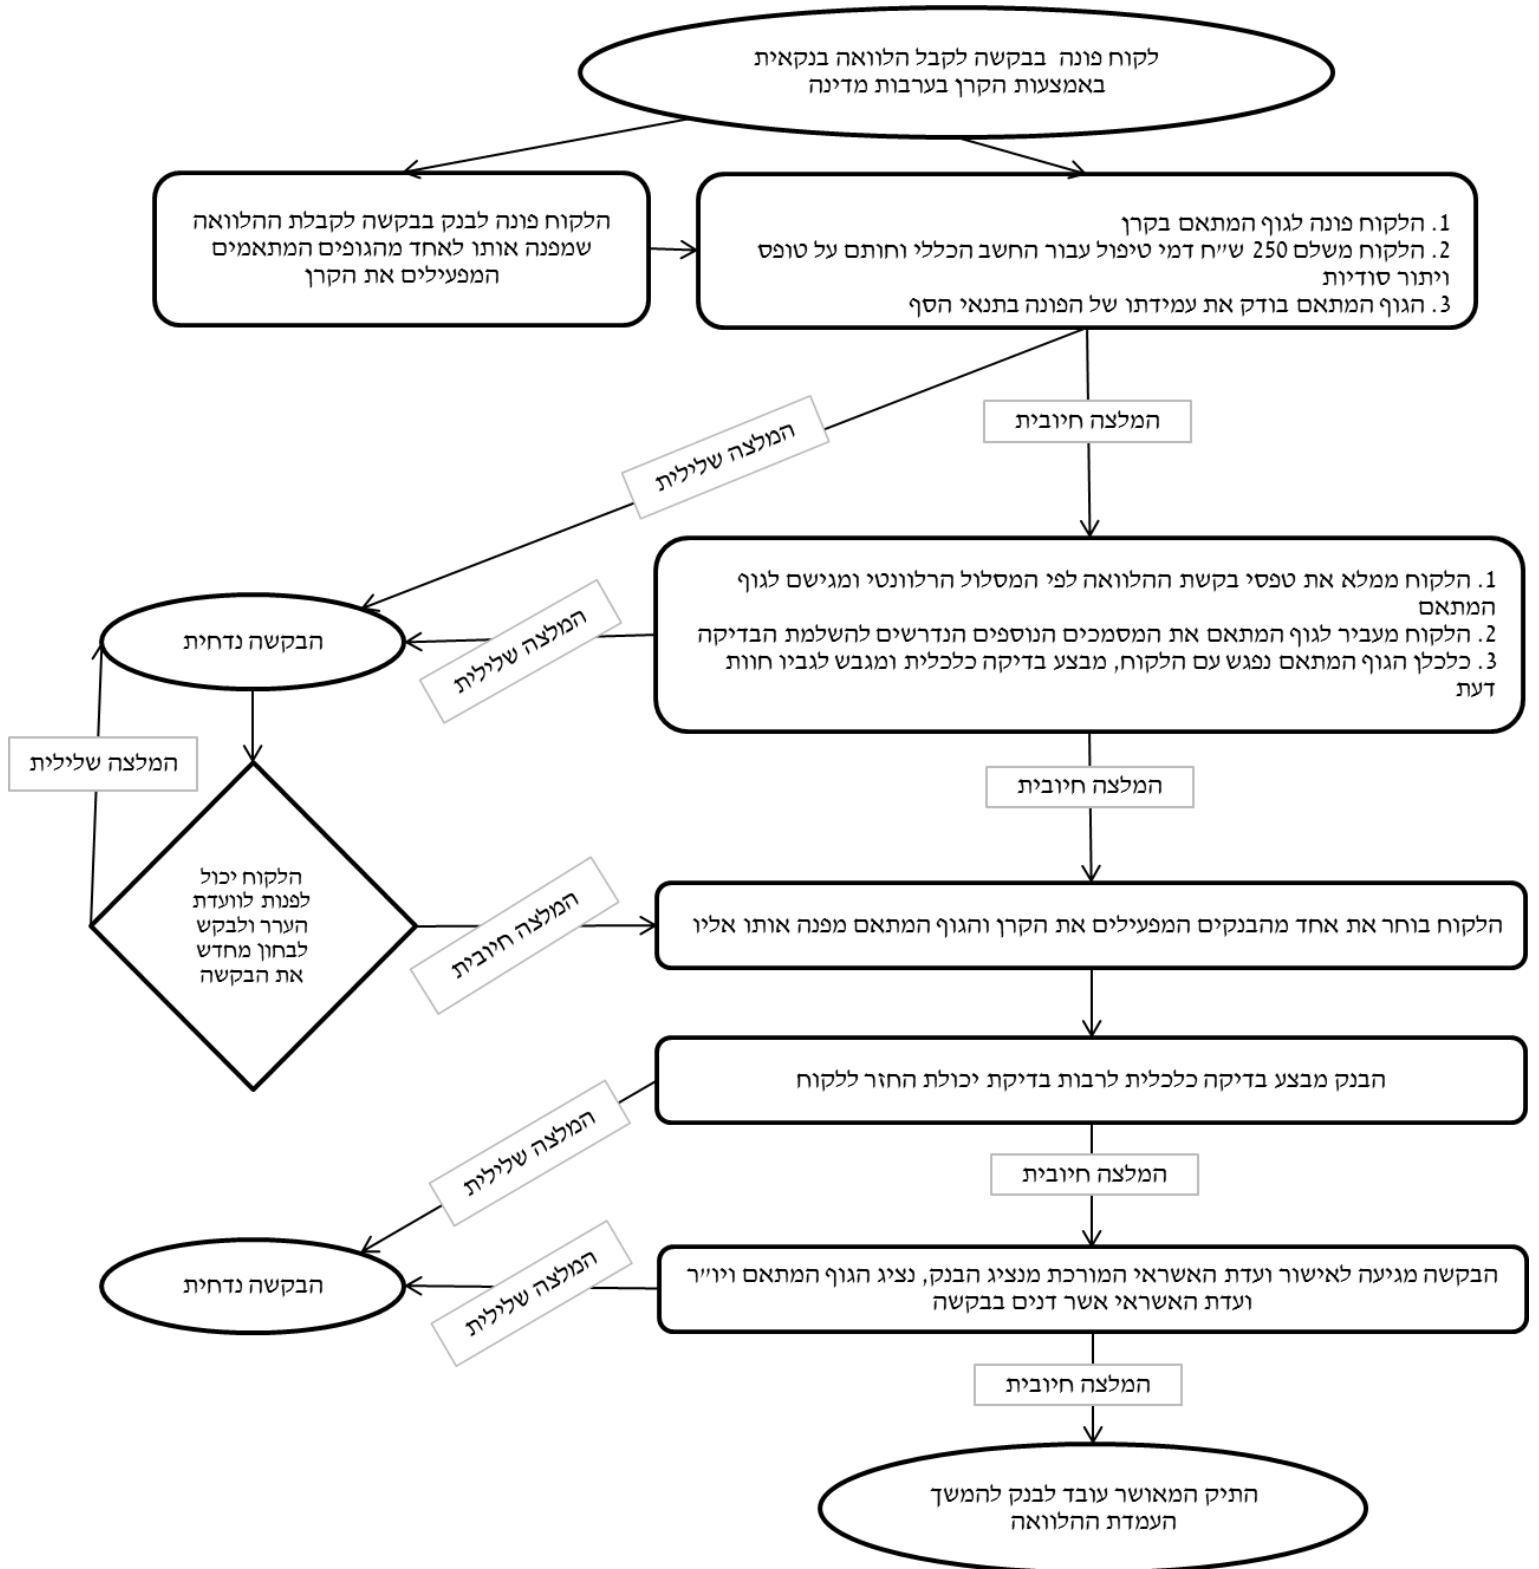 לקוח פונה בבקשה לקבל הלוואה בנקאית
באמצעות הקרן בערבות מדינה
1. הלקוח פונה לגוף המתאם בקרן
2. הלקוח משלם 250 ש״ח דמי טיפול עבור החשב הכללי וחותם על טופס
ויתור סודיות
3. הגוף המתאם בודק את עמידתו של הפונה בתנאי הסף
הלקוח פונה לבנק בבקשה לקבלת ההלוואה
שמפנה אותו לאחד מהגופים המתאמים
המפעילים את הקרן
המלצה חיובית
המלצה שלילית
1. הלקוח ממלא את טפסי בקשת ההלוואה לפי המסלול הרלוונטי ומגישם לגוף
המתאם
2. הלקוח מעביר לגוף המתאם את המסמכים הנוספים הנדרשים להשלמת הבדיקה
3. כלכלן הגוף המתאם נפגש עם הלקוח, מבצע בדיקה כלכלית ומגבש לגביו חוות
דעת
המלצה שלילית
הבקשה נדחית
המלצה שלילית
המלצה חיובית
הלקוח יכול
לפנות לוועדת
הערר ולבקש
לבחון מחדש
את הבקשה
המלצה חיובית
הלקוח בוחר את אחד מהבנקים המפעילים את הקרן והגוף המתאם מפנה אותו אליו
הבנק מבצע בדיקה כלכלית לרבות בדיקת יכולת החזר ללקוח
המלצה שלילית
המלצה חיובית
הבקשה מגיעה לאישור ועדת האשראי המורכת מנציג הבנק, נציג הגוף המתאם ויו״ר
ועדת האשראי אשר דנים בבקשה
המלצה שלילית
הבקשה נדחית
המלצה חיובית
התיק המאושר עובד לבנק להמשך
העמדת ההלוואה